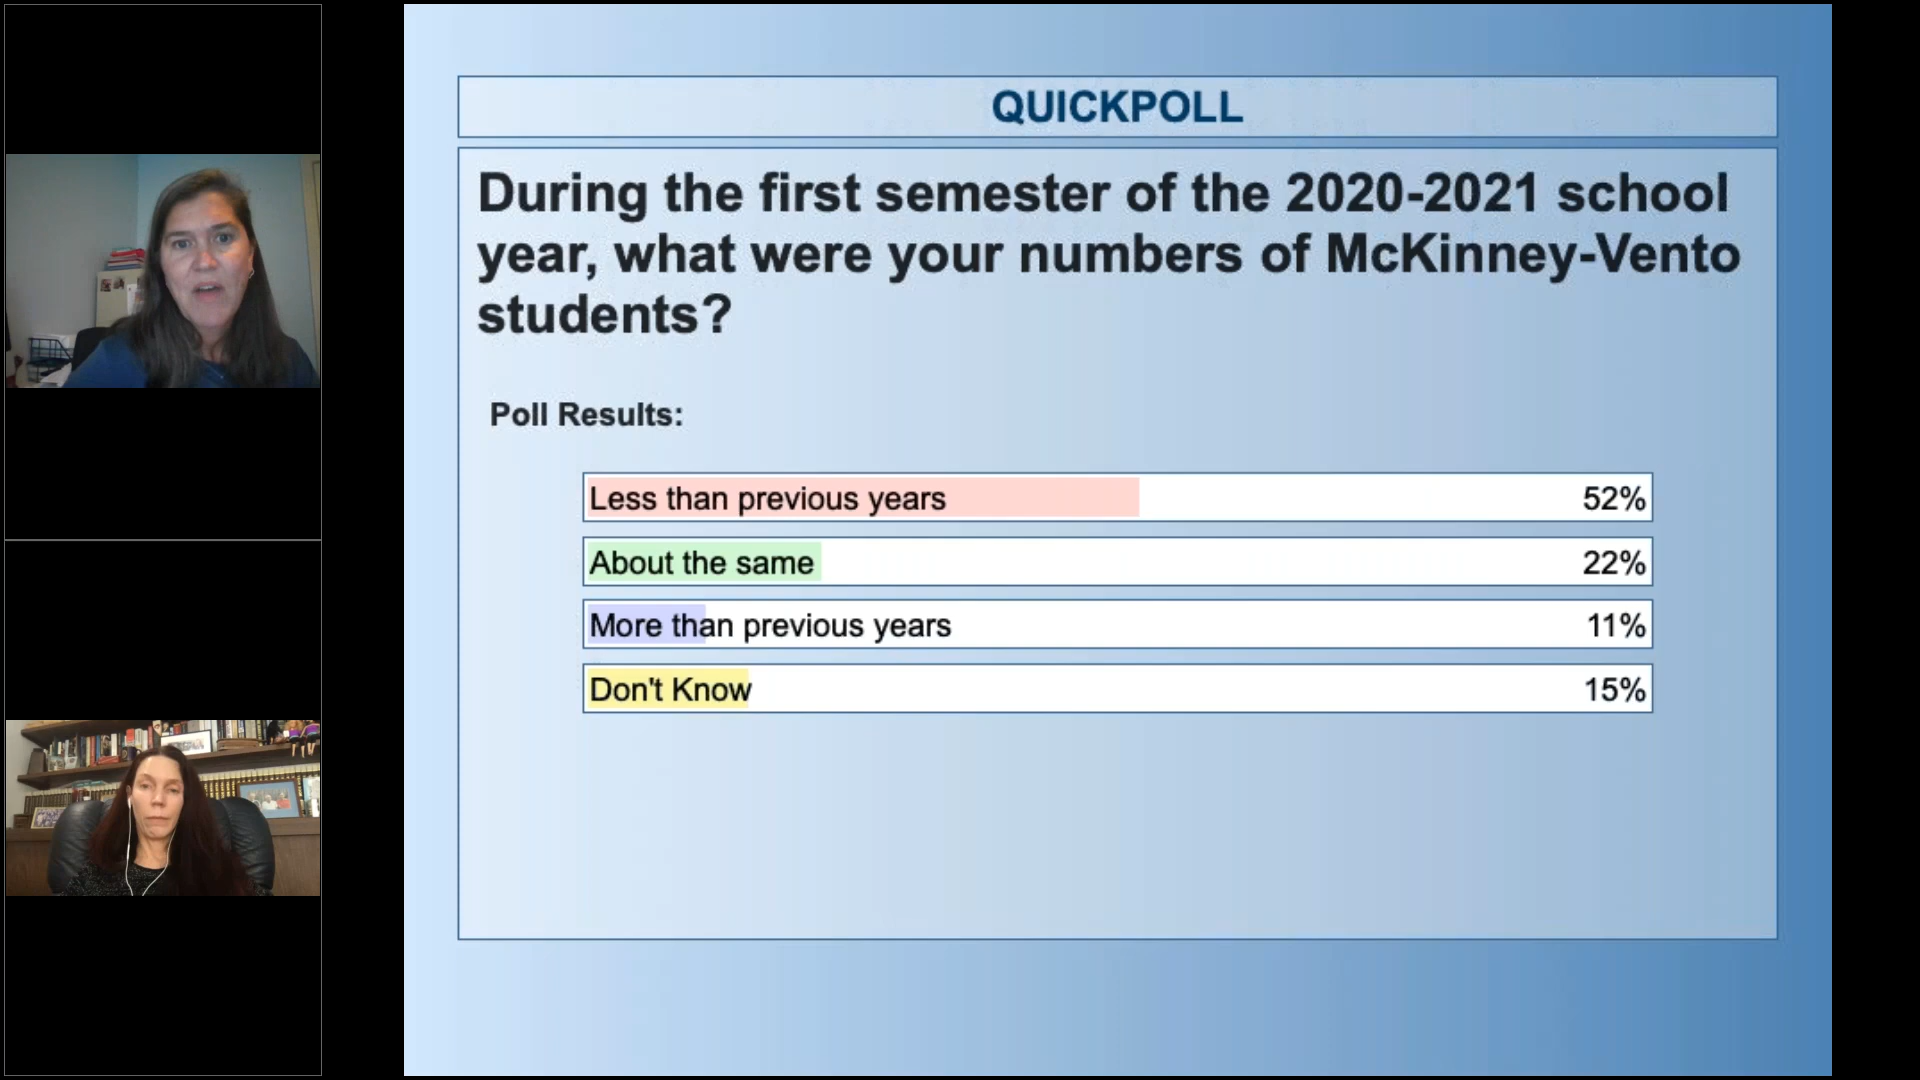 QUICKPOLL
During the first semester of the 2020-2021 school
year, what were your numbers of McKinney-Vento
students?
Poll Results:
Less than previous years 52%
About the same 22%
More than previous years 11%
Don't Know 15%